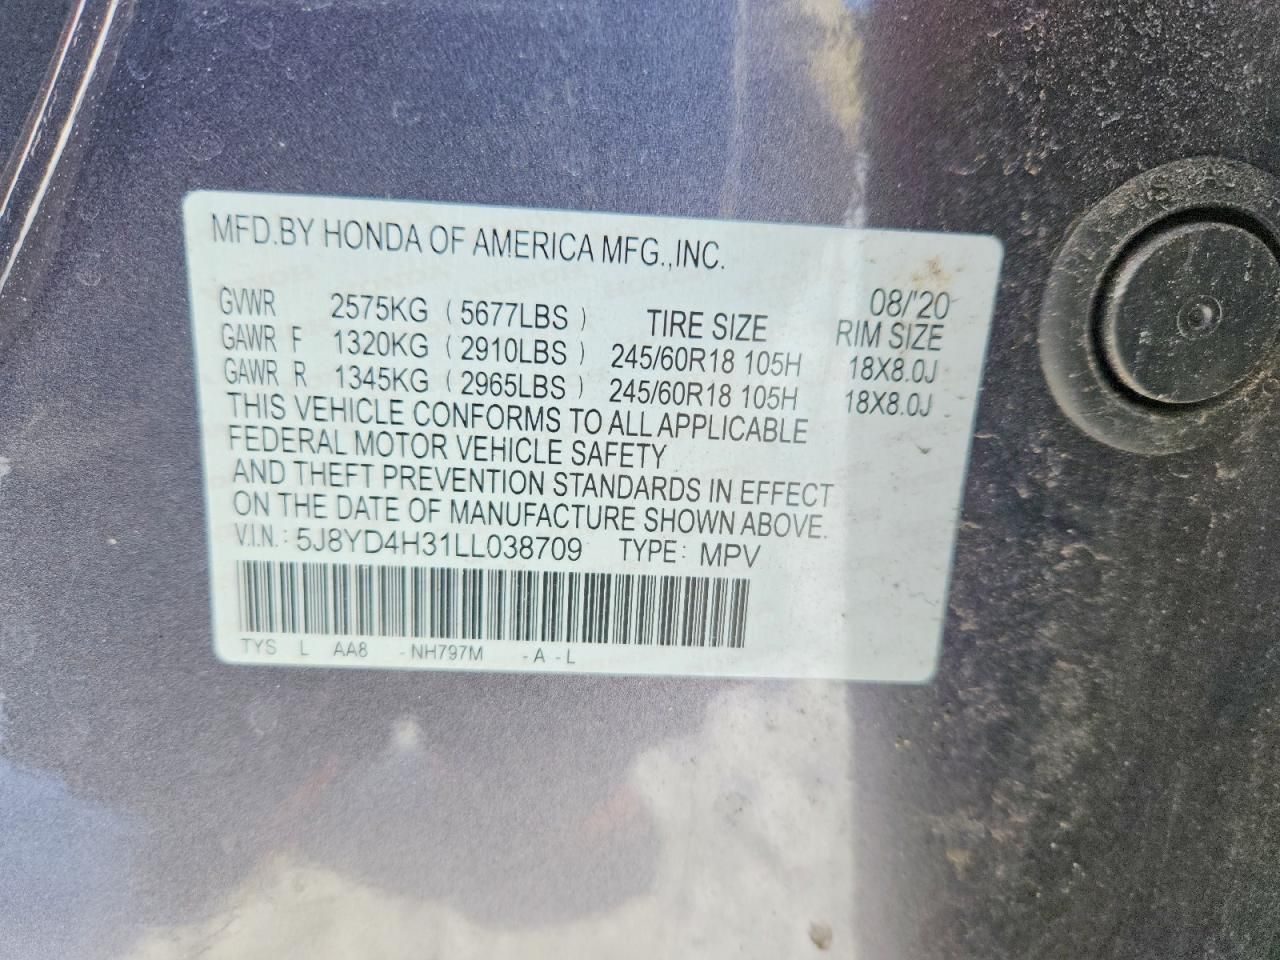 MFD.BY HONDA OF AMERICA MFG.,INC.
08/'20
GVWR 2575KG ( 5677LBS ) TIRE SIZE RIM SIZE
GAWR F 1320KG ( 2910LBS ) 245/60R18 105H 18X8.0J
GAWR R 1345KG ( 2965LBS ) 245/60R18 105H 18X8.0J
THIS VEHICLE CONFORMS TO ALL APPLICABLE
FEDERAL MOTOR VEHICLE SAFETY
AND THEFT PREVENTION STANDARDS IN EFFECT
ON THE DATE OF MANUFACTURE SHOWN ABOVE.
V.I.N.: 5J8YD4H31LL038709 TYPE: MPV
TYS L AA8 -NH797M -A -L